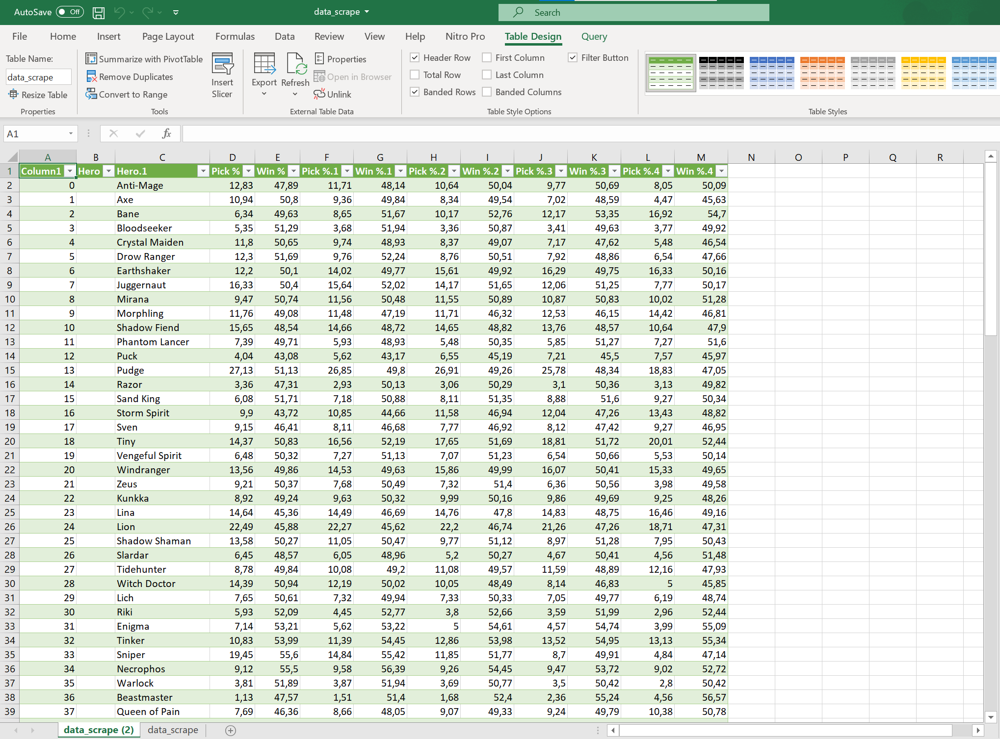 AutoSave Off data_scrape Search
File Home Insert Page Layout Formulas Data Review View Help Nitro Pro Table Design Query
Table Name:
data_scrape
Resize Table
Properties
Summarize with PivotTable
Remove Duplicates
Convert to Range
Tools
Insert
Slicer
Export
Refresh
Properties
Open in Browser
Unlink
External Table Data
Header Row First Column Filter Button
Total Row Last Column
Banded Rows Banded Columns
Table Style Options
Table Styles
A1 fx
A B C D E F G H I J K L M N O P Q R
1 Column1 Hero Hero.1 Pick % Win % Pick %.1 Win %.1 Pick %.2 Win %.2 Pick %.3 Win %.3 Pick %.4 Win %.4
2 0 Anti-Mage 12,83 47,89 11,71 48,14 10,64 50,04 9,77 50,69 8,05 50,09
3 1 Axe 10,94 50,8 9,36 49,84 8,34 49,54 7,02 48,59 4,47 45,63
4 2 Bane 6,34 49,63 8,65 51,67 10,17 52,76 12,17 53,35 16,92 54,7
5 3 Bloodseeker 5,35 51,29 3,68 51,94 3,36 50,87 3,41 49,63 3,77 49,92
6 4 Crystal Maiden 11,8 50,65 9,74 48,93 8,37 49,07 7,17 47,62 5,48 46,54
7 5 Drow Ranger 12,3 51,69 9,76 52,24 8,76 50,51 7,92 48,86 6,54 47,66
8 6 Earthshaker 12,2 50,1 14,02 49,77 15,61 49,92 16,29 49,75 16,33 50,16
9 7 Juggernaut 16,33 50,4 15,64 52,02 14,17 51,65 12,06 51,25 7,77 50,17
10 8 Mirana 9,47 50,74 11,56 50,48 11,55 50,89 10,87 50,83 10,02 51,28
11 9 Morphling 11,76 49,08 11,48 47,19 11,71 46,32 12,53 46,15 14,42 46,81
12 10 Shadow Fiend 15,65 48,54 14,66 48,72 14,65 48,82 13,76 48,57 10,64 47,9
13 11 Phantom Lancer 7,39 49,71 5,93 48,93 5,48 50,35 5,85 51,27 7,27 51,6
14 12 Puck 4,04 43,08 5,62 43,17 6,55 45,19 7,21 45,5 7,57 45,97
15 13 Pudge 27,13 51,13 26,85 49,8 26,91 49,26 25,78 48,34 18,83 47,05
16 14 Razor 3,36 47,31 2,93 50,13 3,06 50,29 3,1 50,36 3,13 49,82
17 15 Sand King 6,08 51,71 7,18 50,88 8,11 51,35 8,88 51,6 9,27 50,34
18 16 Storm Spirit 9,9 43,72 10,85 44,66 11,58 46,94 12,04 47,26 13,43 48,82
19 17 Sven 9,15 46,41 8,11 46,68 7,77 46,92 8,12 47,42 9,27 46,95
20 18 Tiny 14,37 50,83 16,56 52,19 17,65 51,69 18,81 51,72 20,01 52,44
21 19 Vengeful Spirit 6,48 50,32 7,27 51,13 7,07 51,23 6,54 50,66 5,53 50,14
22 20 Windranger 13,56 49,86 14,53 49,63 15,86 49,99 16,07 50,41 15,33 49,65
23 21 Zeus 9,21 50,37 7,68 50,49 7,32 51,4 6,36 50,56 3,98 49,58
24 22 Kunkka 8,92 49,24 9,63 50,32 9,99 50,16 9,86 49,69 9,25 48,26
25 23 Lina 14,64 45,36 14,49 46,69 14,76 47,8 14,83 48,75 16,46 49,16
26 24 Lion 22,49 45,88 22,27 45,62 22,2 46,74 21,26 47,26 18,71 47,31
27 25 Shadow Shaman 13,58 50,27 11,05 50,47 9,77 51,12 8,97 51,28 7,95 50,43
28 26 Slardar 6,45 48,57 6,05 48,96 5,2 50,27 4,67 50,41 4,56 51,48
29 27 Tidehunter 8,78 49,84 10,08 49,2 11,08 49,57 11,59 48,89 12,16 47,93
30 28 Witch Doctor 14,39 50,94 12,19 50,02 10,05 48,49 8,14 46,83 5 45,85
31 29 Lich 7,65 50,61 7,32 49,94 7,33 50,33 7,05 49,77 6,19 48,74
32 30 Riki 5,93 52,09 4,45 52,77 3,8 52,66 3,59 51,99 2,96 52,44
33 31 Enigma 7,14 53,21 5,62 53,22 5 54,61 4,57 54,74 3,99 55,09
34 32 Tinker 10,83 53,99 11,39 54,45 12,86 53,98 13,52 54,95 13,13 55,34
35 33 Sniper 19,45 55,6 14,84 55,42 11,85 51,77 8,7 49,91 4,84 47,14
36 34 Necrophos 9,12 55,5 9,58 56,39 9,26 54,45 9,47 53,72 9,02 52,72
37 35 Warlock 3,81 51,89 3,87 51,94 3,69 50,77 3,5 50,42 2,8 50,42
38 36 Beastmaster 1,13 47,57 1,51 51,4 1,68 52,4 2,36 55,24 4,56 56,57
39 37 Queen of Pain 7,69 46,36 8,66 48,05 9,07 49,33 9,24 49,79 10,38 50,78
data_scrape (2) data_scrape